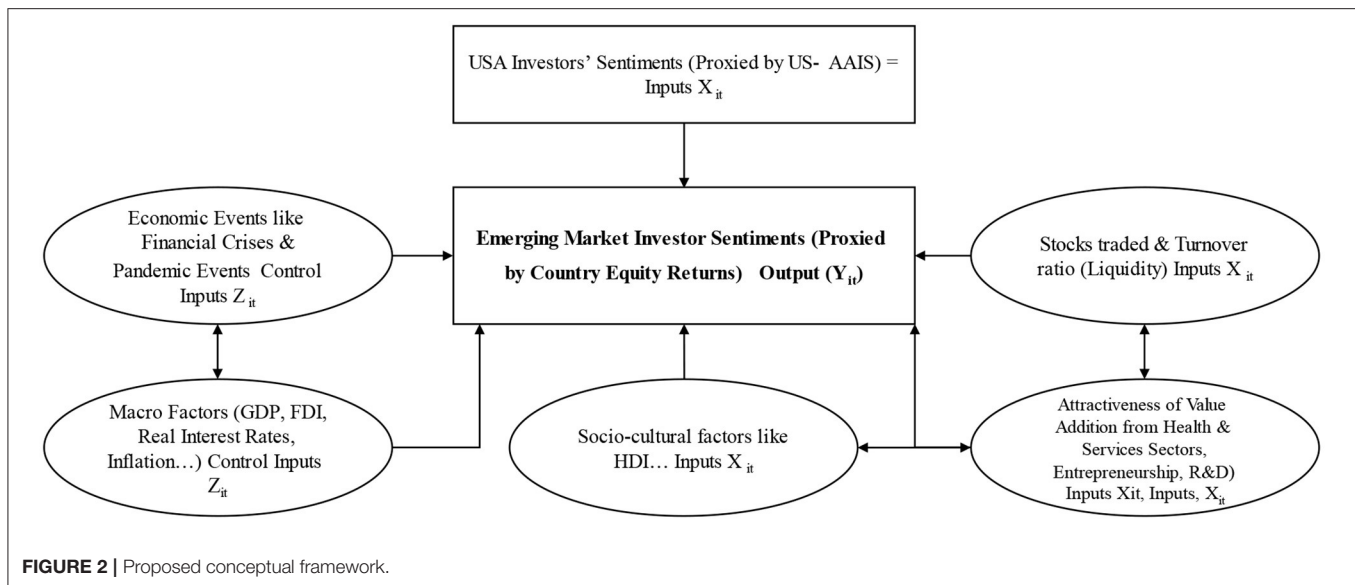 USA Investors' Sentiments (Proxied by US- AAIS) =
Inputs X it
Economic Events like
Financial Crises &
Pandemic Events Control
Inputs Z it
Emerging Market Investor Sentiments (Proxied
by Country Equity Returns) Output (Yit)
Stocks traded & Turnover
ratio (Liquidity) Inputs X it
Macro Factors (GDP, FDI,
Real Interest Rates,
Inflation…) Control Inputs
Zit
Socio-cultural factors like
HDI… Inputs X it
Attractiveness of Value
Addition from Health &
Services Sectors,
Entrepreneurship, R&D)
Inputs Xit, Inputs, X it
FIGURE 2 | Proposed conceptual framework.